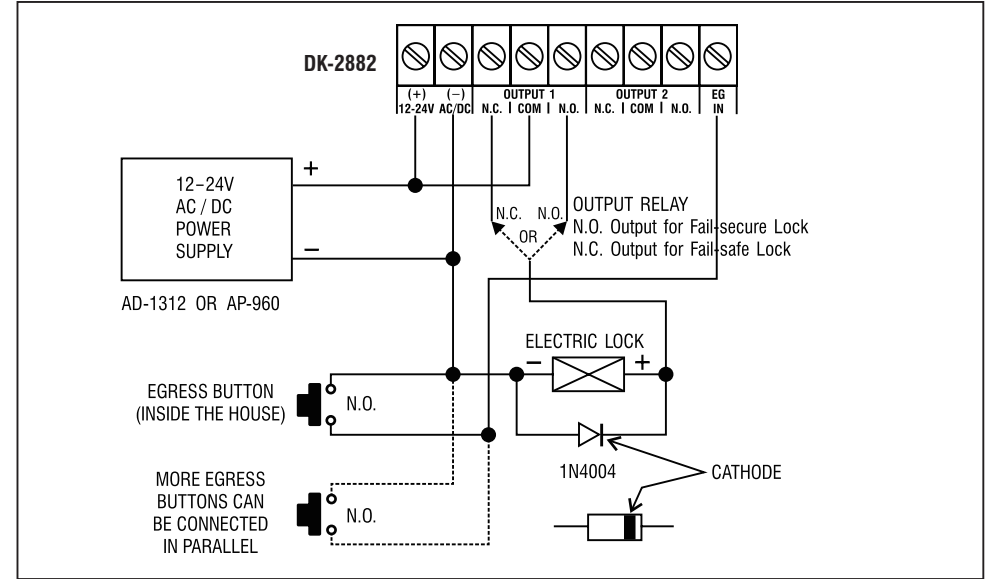 DK-2882
(+) (−) OUTPUT 1 OUTPUT 2 EG
12-24V AC/DC N.C. COM N.O. N.C. COM N.O. IN
+
12–24V
AC / DC
POWER
SUPPLY
−
AD-1312 OR AP-960
N.C. N.O.
OR
OUTPUT RELAY
N.O. Output for Fail-secure Lock
N.C. Output for Fail-safe Lock
ELECTRIC LOCK
− +
EGRESS BUTTON
(INSIDE THE HOUSE)
N.O.
1N4004
CATHODE
MORE EGRESS
BUTTONS CAN
BE CONNECTED
IN PARALLEL
N.O.